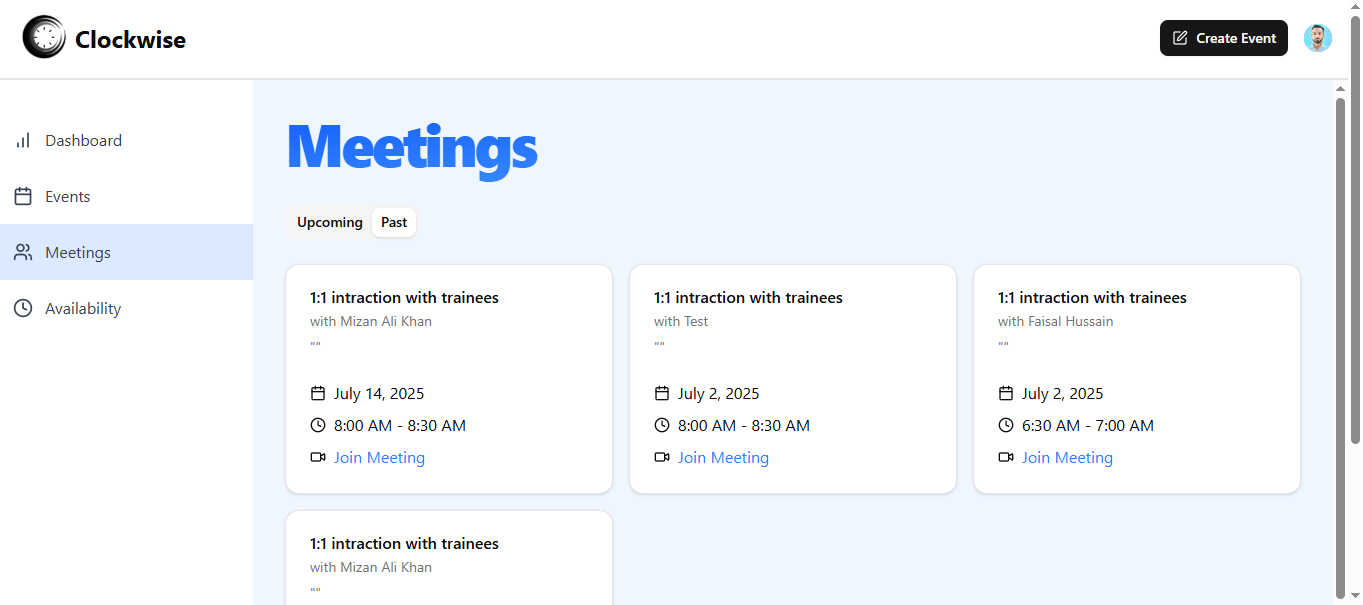 Clockwise
Create Event
Dashboard
Events
Meetings
Availability
Meetings
Upcoming Past
1:1 intraction with trainees
with Mizan Ali Khan
""
July 14, 2025
8:00 AM - 8:30 AM
Join Meeting
1:1 intraction with trainees
with Test
""
July 2, 2025
8:00 AM - 8:30 AM
Join Meeting
1:1 intraction with trainees
with Faisal Hussain
""
July 2, 2025
6:30 AM - 7:00 AM
Join Meeting
1:1 intraction with trainees
with Mizan Ali Khan
""